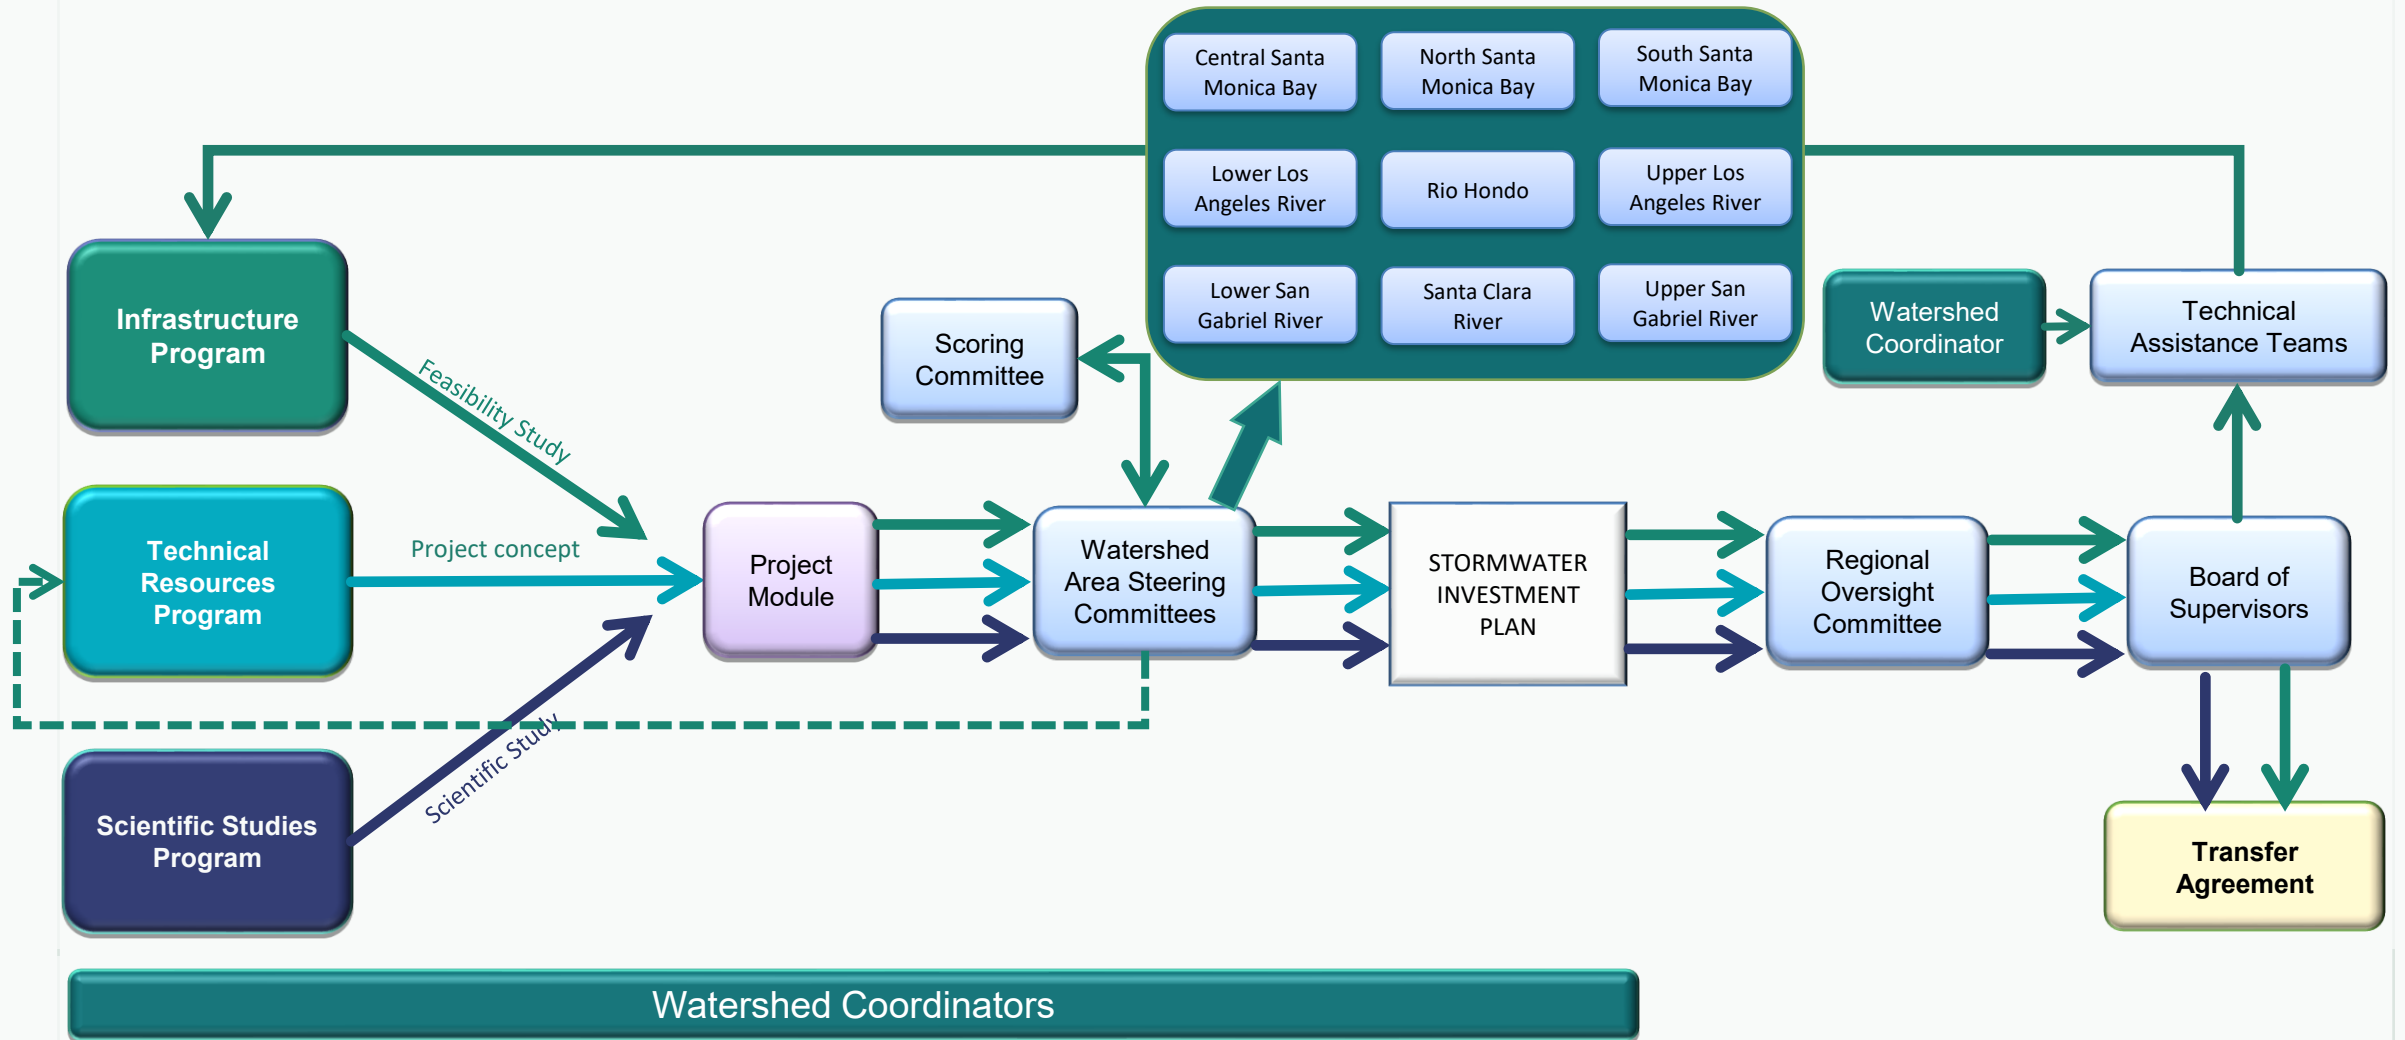 Central Santa
Monica Bay
North Santa
Monica Bay
South Santa
Monica Bay
Lower Los
Angeles River
Rio Hondo
Upper Los
Angeles River
Lower San
Gabriel River
Santa Clara
River
Upper San
Gabriel River
Infrastructure
Program
Feasibility Study
Scoring
Committee
Watershed
Coordinator
Technical
Assistance Teams
Technical
Resources
Program
Project concept
Project
Module
Watershed
Area Steering
Committees
STORMWATER
INVESTMENT
PLAN
Regional
Oversight
Committee
Board of
Supervisors
Scientific Studies
Program
Scientific Study
Transfer
Agreement
Watershed Coordinators